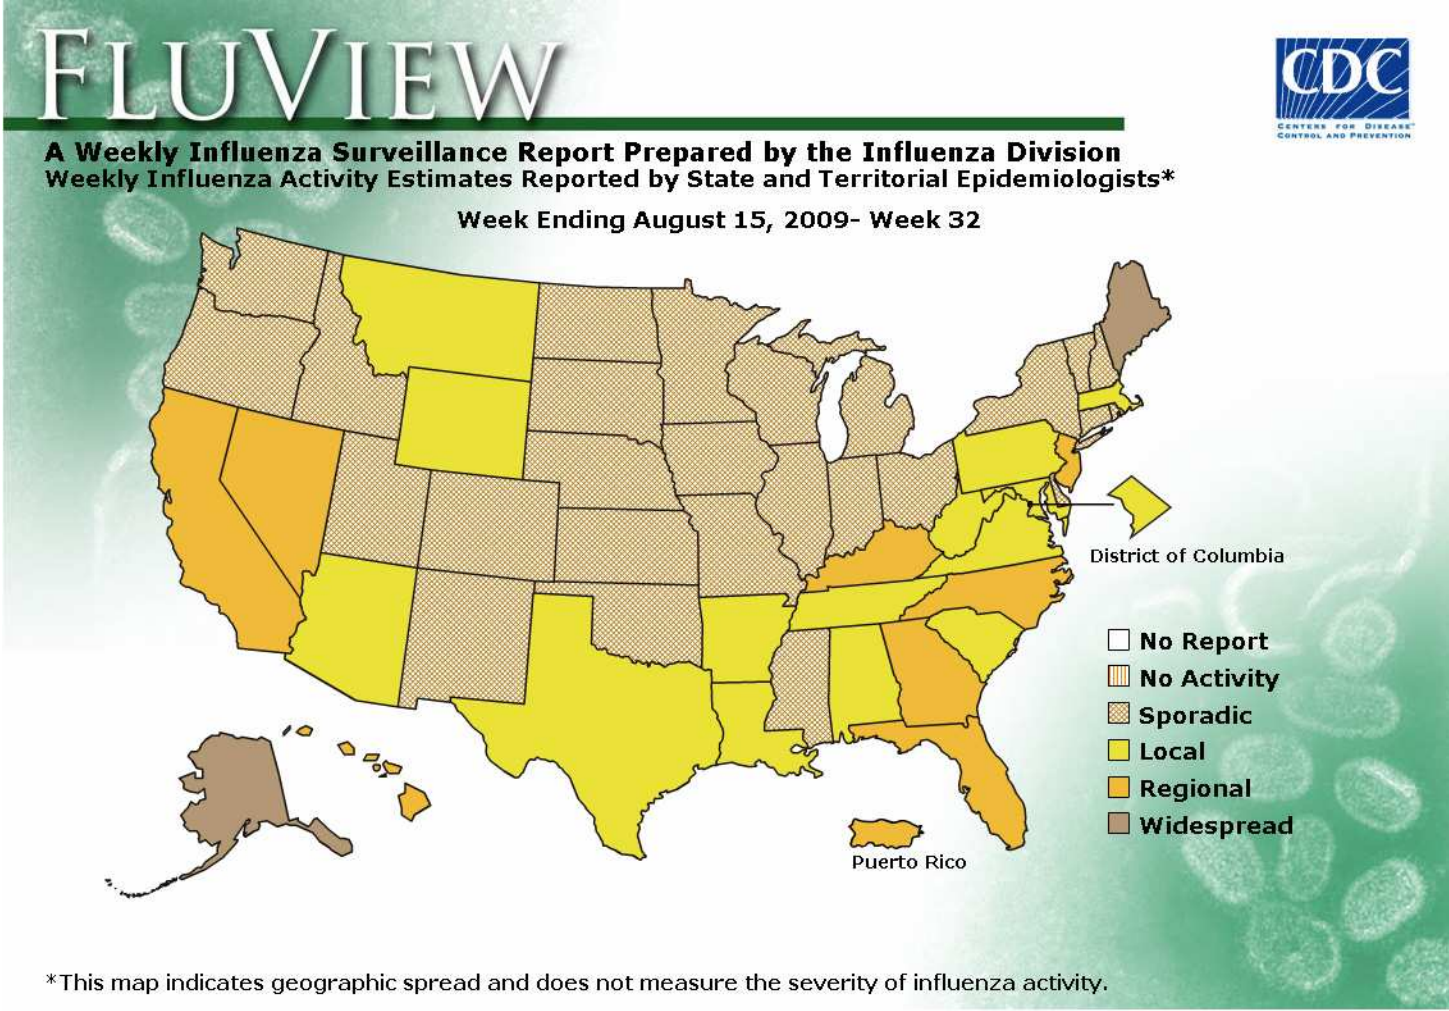 FLUVIEW
CDC
CENTERS FOR DISEASE™
CONTROL AND PREVENTION
A Weekly Influenza Surveillance Report Prepared by the Influenza Division
Weekly Influenza Activity Estimates Reported by State and Territorial Epidemiologists*
Week Ending August 15, 2009- Week 32
District of Columbia
No Report
No Activity
Sporadic
Local
Regional
Widespread
Puerto Rico
*This map indicates geographic spread and does not measure the severity of influenza activity.